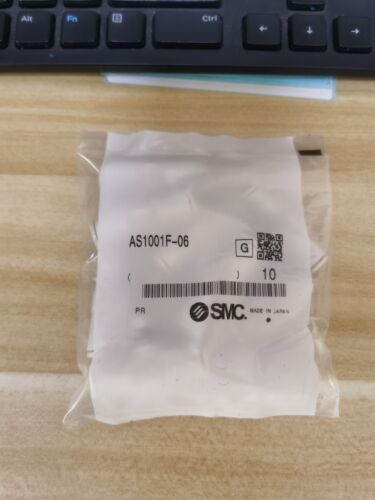 Alt
Fn
S
Ctrl
AS1001F-06
G
( ) 10
PR
SMC.
MADE IN JAPAN